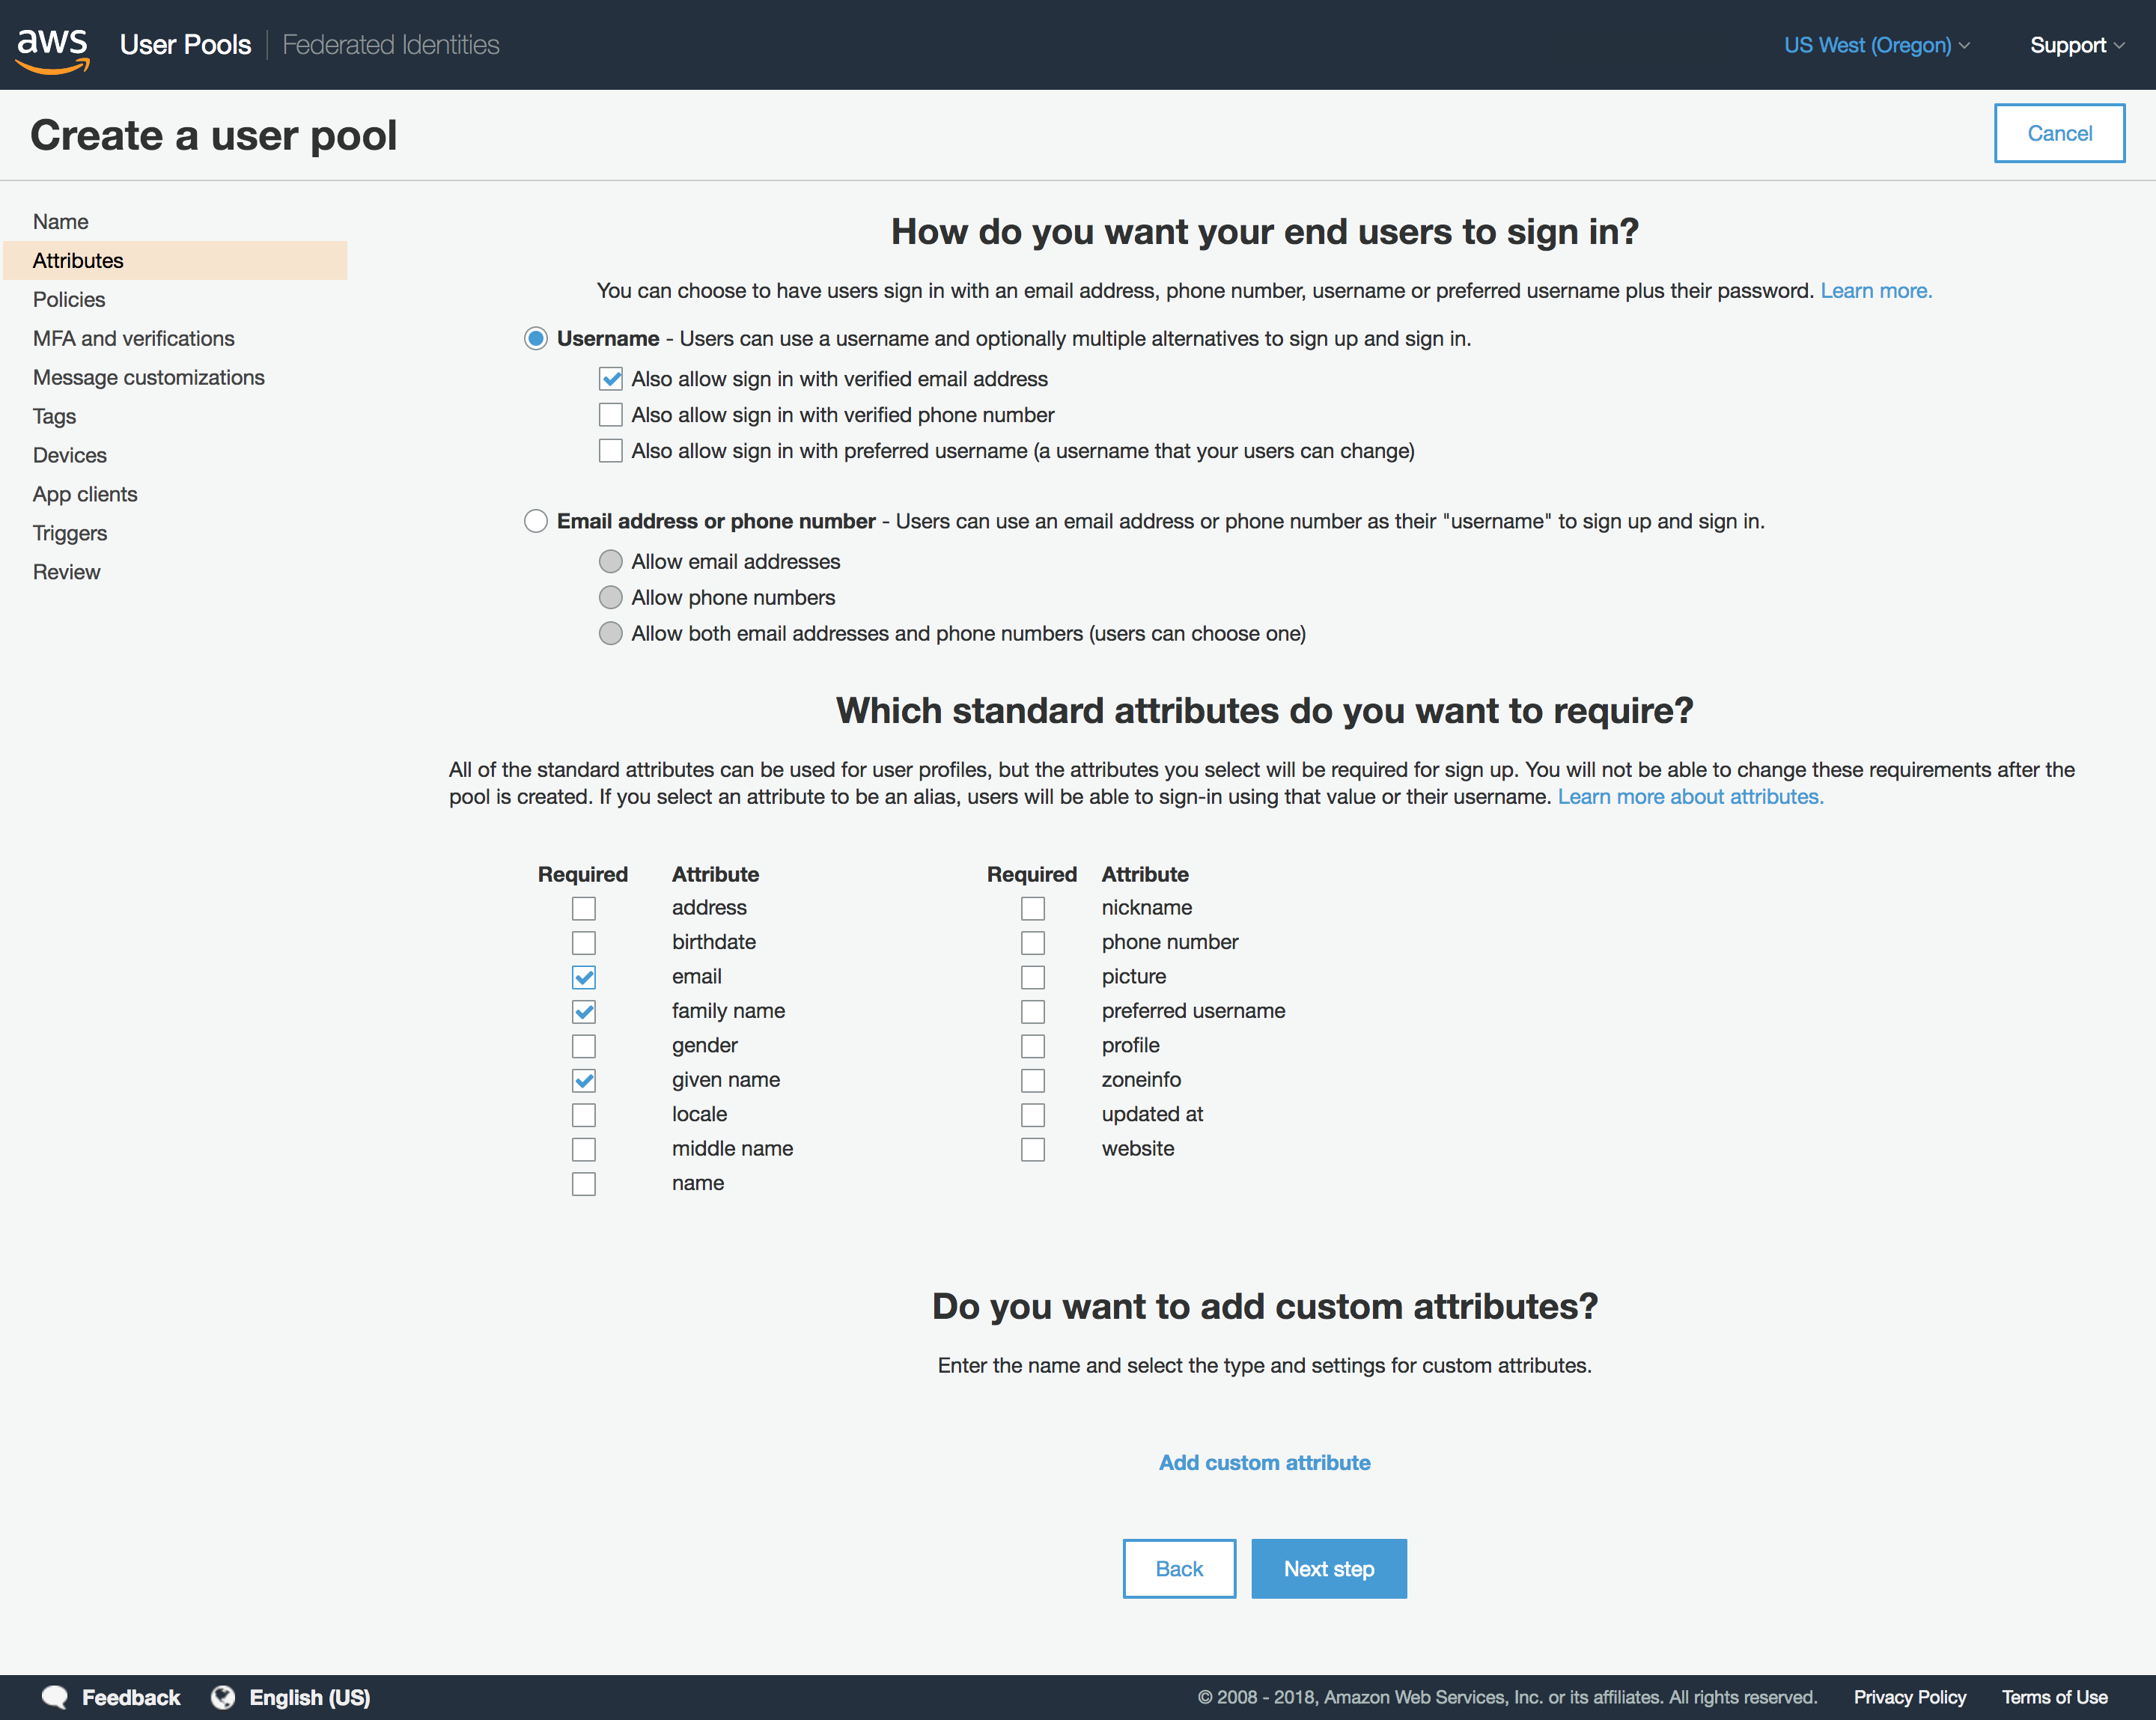 aws User Pools Federated Identities US West (Oregon) Support
Create a user pool Cancel
Name
Attributes
Policies
MFA and verifications
Message customizations
Tags
Devices
App clients
Triggers
Review
How do you want your end users to sign in?
You can choose to have users sign in with an email address, phone number, username or preferred username plus their password. Learn more.
Username - Users can use a username and optionally multiple alternatives to sign up and sign in.
Also allow sign in with verified email address
Also allow sign in with verified phone number
Also allow sign in with preferred username (a username that your users can change)
Email address or phone number - Users can use an email address or phone number as their "username" to sign up and sign in.
Allow email addresses
Allow phone numbers
Allow both email addresses and phone numbers (users can choose one)
Which standard attributes do you want to require?
All of the standard attributes can be used for user profiles, but the attributes you select will be required for sign up. You will not be able to change these requirements after the
pool is created. If you select an attribute to be an alias, users will be able to sign-in using that value or their username. Learn more about attributes.
Required Attribute
address
birthdate
email
family name
gender
given name
locale
middle name
name
Required Attribute
nickname
phone number
picture
preferred username
profile
zoneinfo
updated at
website
Do you want to add custom attributes?
Enter the name and select the type and settings for custom attributes.
Add custom attribute
Back Next step
Feedback English (US) © 2008 - 2018, Amazon Web Services, Inc. or its affiliates. All rights reserved. Privacy Policy Terms of Use